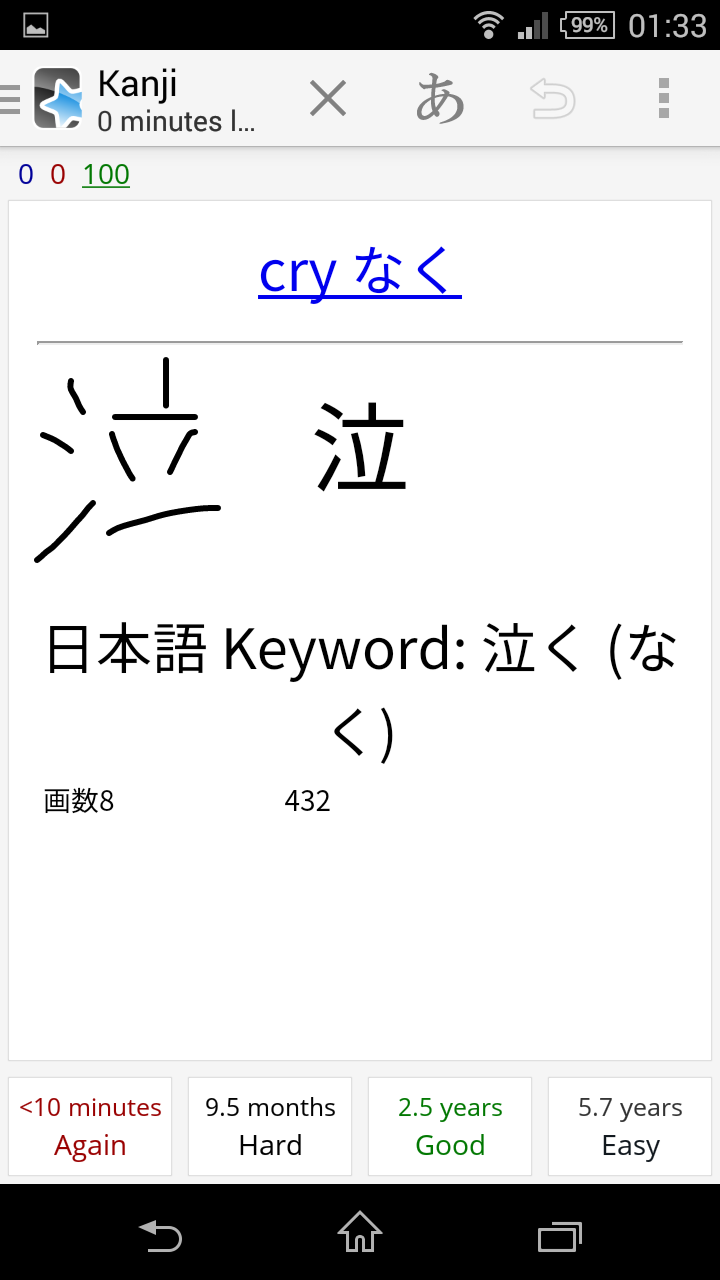 99% 01:33
Kanji
0 minutes l...
あ
0 0 100
cry なく
泣 泣
日本語 Keyword: 泣く (な
く)
画数8 432
<10 minutes 9.5 months 2.5 years 5.7 years
Again Hard Good Easy